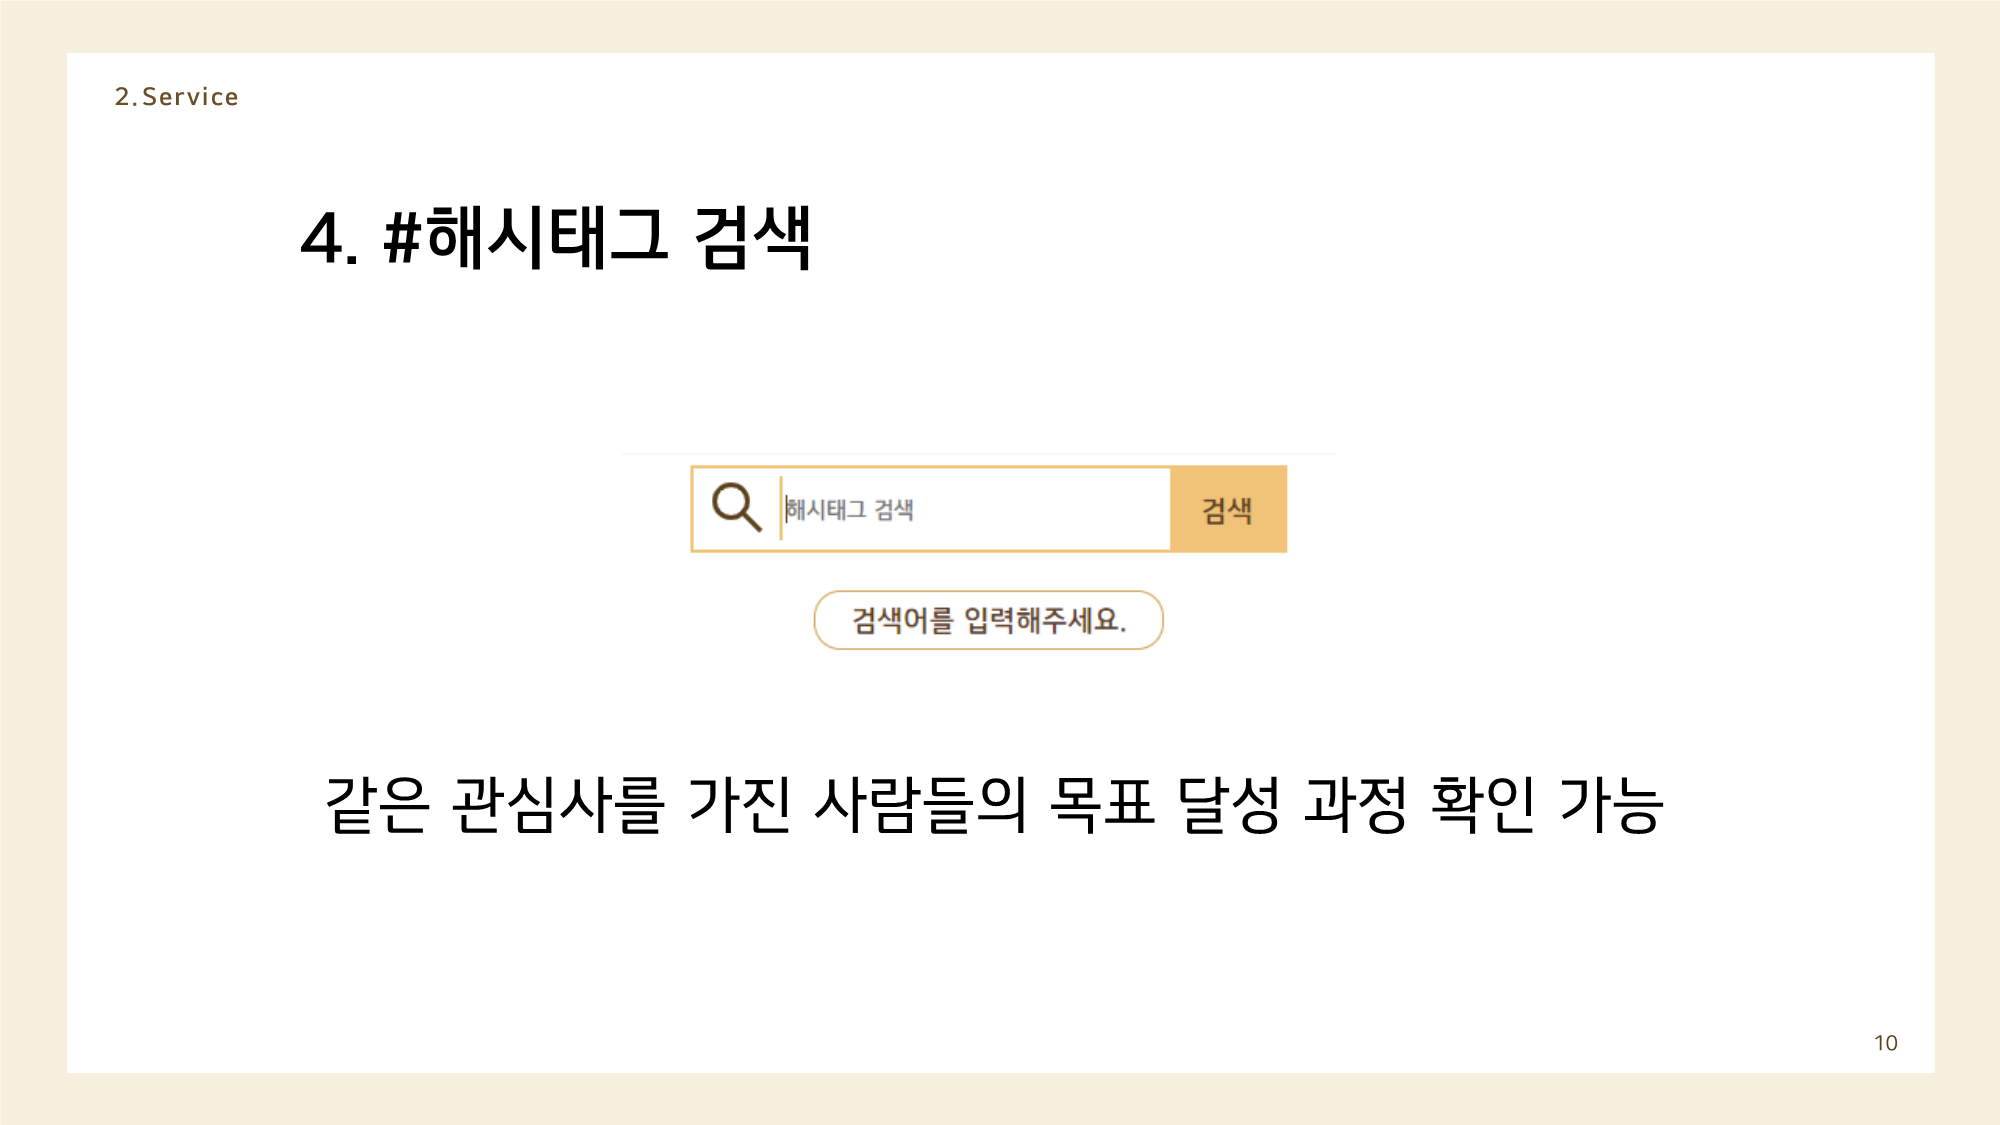 2.Service
4. #해시태그 검색
해시태그 검색
검색
검색어를 입력해주세요.
같은 관심사를 가진 사람들의 목표 달성 과정 확인 가능
10